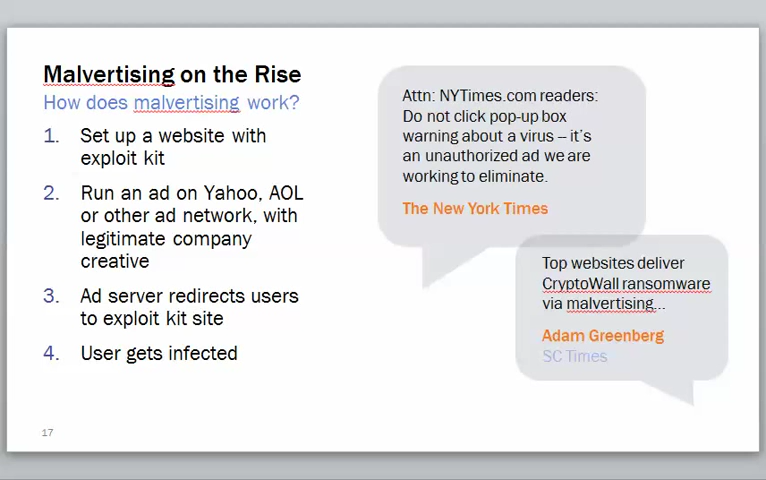 Malvertising on the Rise
How does malvertising work?
1. Set up a website with
exploit kit
2. Run an ad on Yahoo, AOL
or other ad network, with
legitimate company
creative
3. Ad server redirects users
to exploit kit site
4. User gets infected
Attn: NYTimes.com readers:
Do not click pop-up box
warning about a virus – it's
an unauthorized ad we are
working to eliminate.
The New York Times
Top websites deliver
CryptoWall ransomware
via malvertising...
Adam Greenberg
SC Times
17